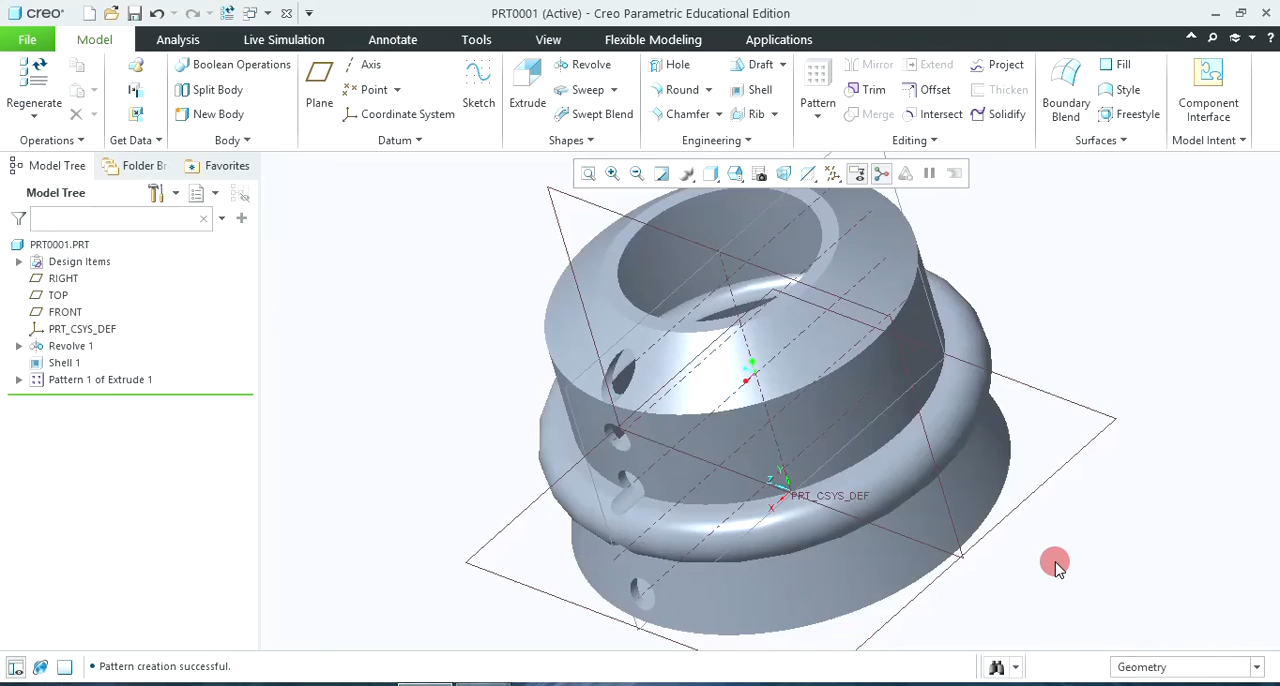 creo
PRT0001 (Active) - Creo Parametric Educational Edition
File
Model
Analysis
Live Simulation
Annotate
Tools
View
Flexible Modeling
Applications
Regenerate
Boolean Operations
Split Body
New Body
Plane
Axis
Point
Coordinate System
Sketch
Extrude
Revolve
Sweep
Swept Blend
Hole
Round
Chamfer
Draft
Shell
Rib
Pattern
Mirror
Trim
Merge
Extend
Offset
Intersect
Project
Thicken
Solidify
Boundary Blend
Fill
Style
Freestyle
Component Interface
Operations
Get Data
Body
Datum
Shapes
Engineering
Editing
Surfaces
Model Intent
Model Tree
Folder Br
Favorites
Model Tree
PRT0001.PRT
Design Items
RIGHT
TOP
FRONT
PRT_CSYS_DEF
Revolve 1
Shell 1
Pattern 1 of Extrude 1
Y
Z
X
PRT_CSYS_DEF
• Pattern creation successful.
Geometry